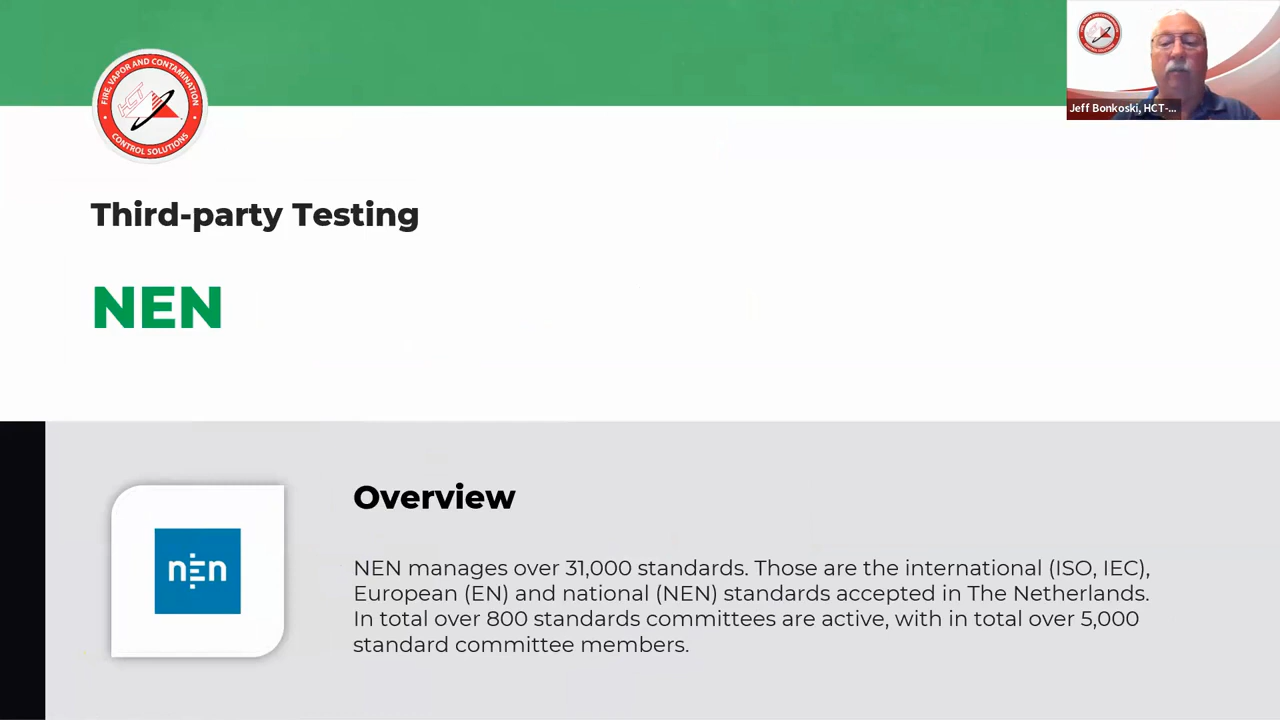 FIRE, VAPOR AND CONTAMINATION
HCT
CONTROL SOLUTIONS
Jeff Bonkoski, HCT-...
Third-party Testing
NEN
nen
Overview
NEN manages over 31,000 standards. Those are the international (ISO, IEC),
European (EN) and national (NEN) standards accepted in The Netherlands.
In total over 800 standards committees are active, with in total over 5,000
standard committee members.